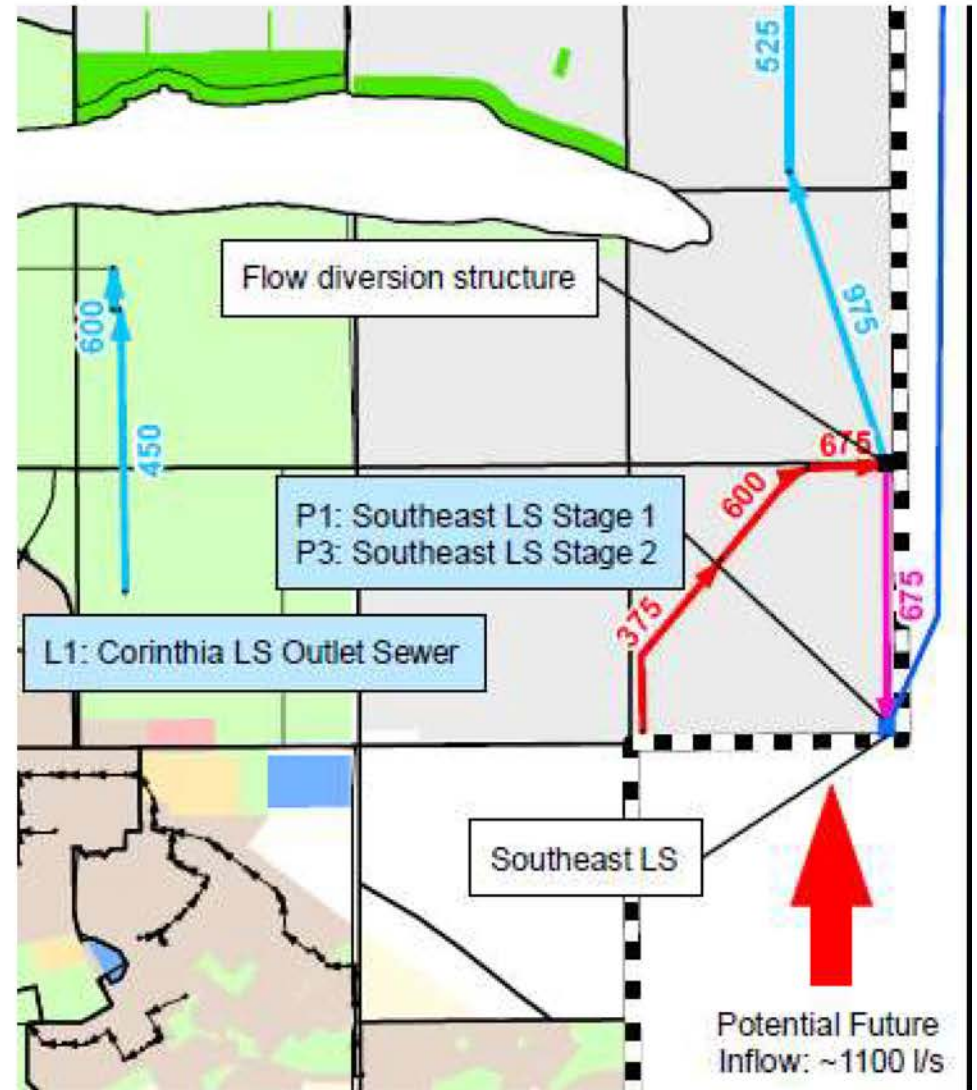 525
Flow diversion structure
975
600
450
675
P1: Southeast LS Stage 1
P3: Southeast LS Stage 2
600
375
675
L1: Corinthia LS Outlet Sewer
Southeast LS
Potential Future
Inflow: ~1100 l/s